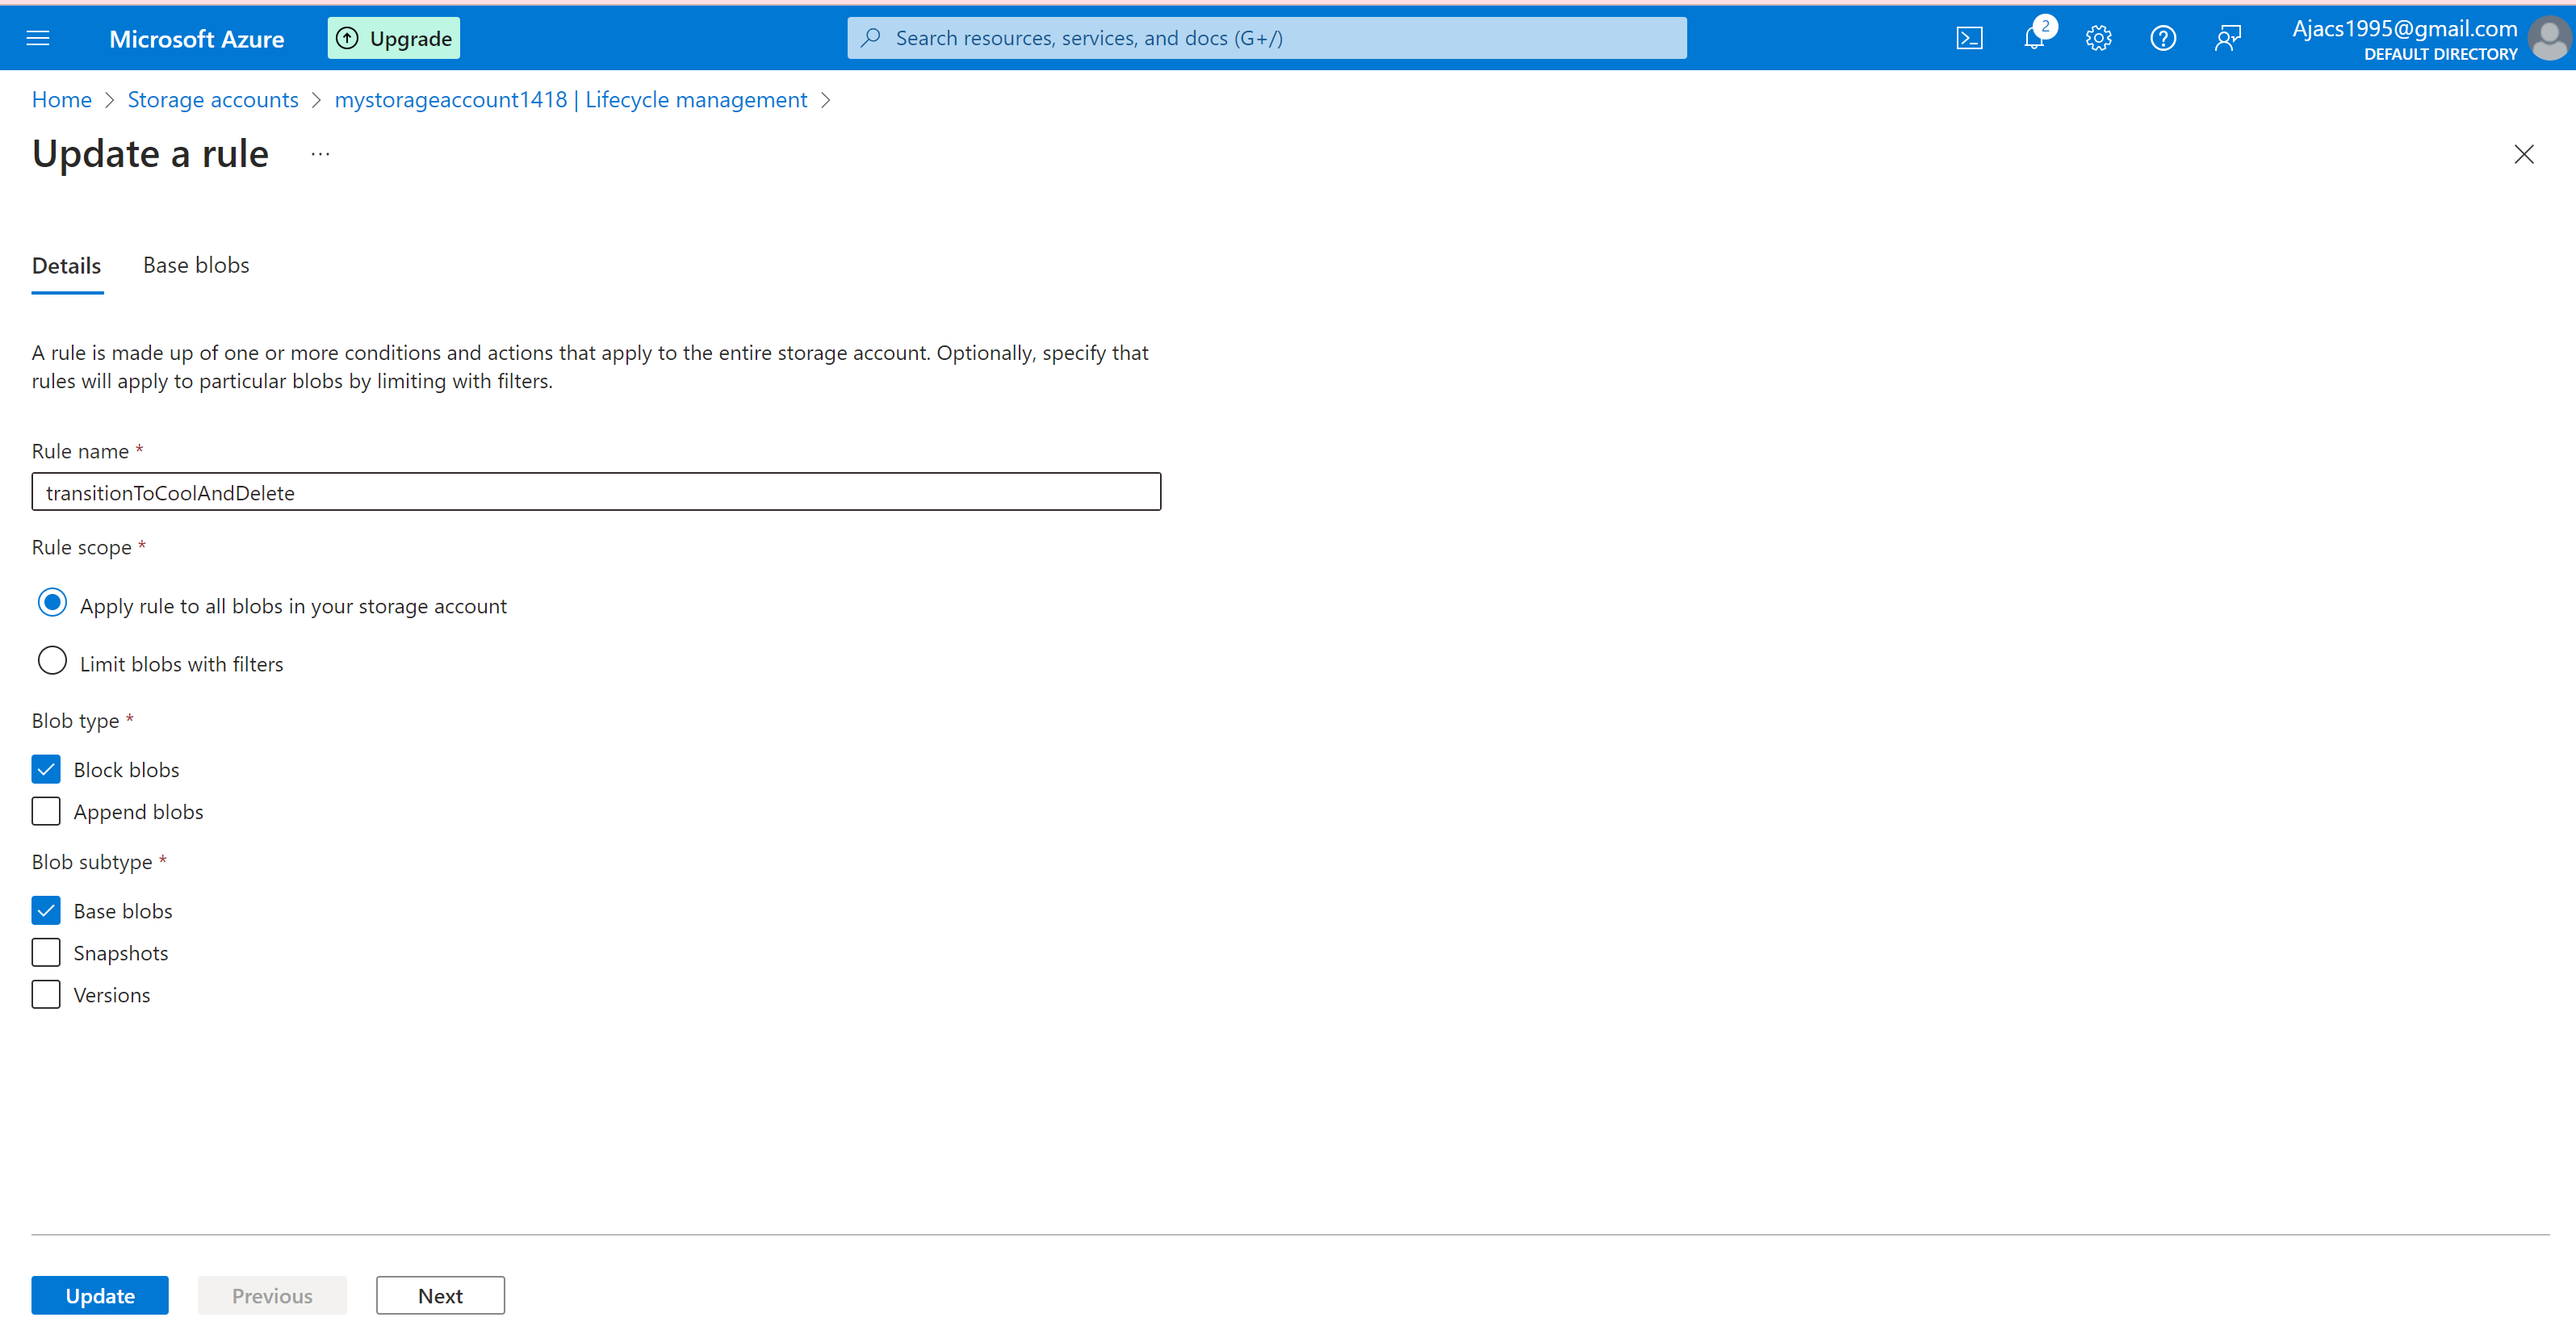 Microsoft Azure
Upgrade
Search resources, services, and docs (G+/)
2
Ajacs1995@gmail.com
DEFAULT DIRECTORY
Home > Storage accounts > mystorageaccount1418 | Lifecycle management >
Update a rule ...
Details Base blobs
A rule is made up of one or more conditions and actions that apply to the entire storage account. Optionally, specify that
rules will apply to particular blobs by limiting with filters.
Rule name *
transitionToCoolAndDelete
Rule scope *
Apply rule to all blobs in your storage account
Limit blobs with filters
Blob type *
Block blobs
Append blobs
Blob subtype *
Base blobs
Snapshots
Versions
Update Previous Next